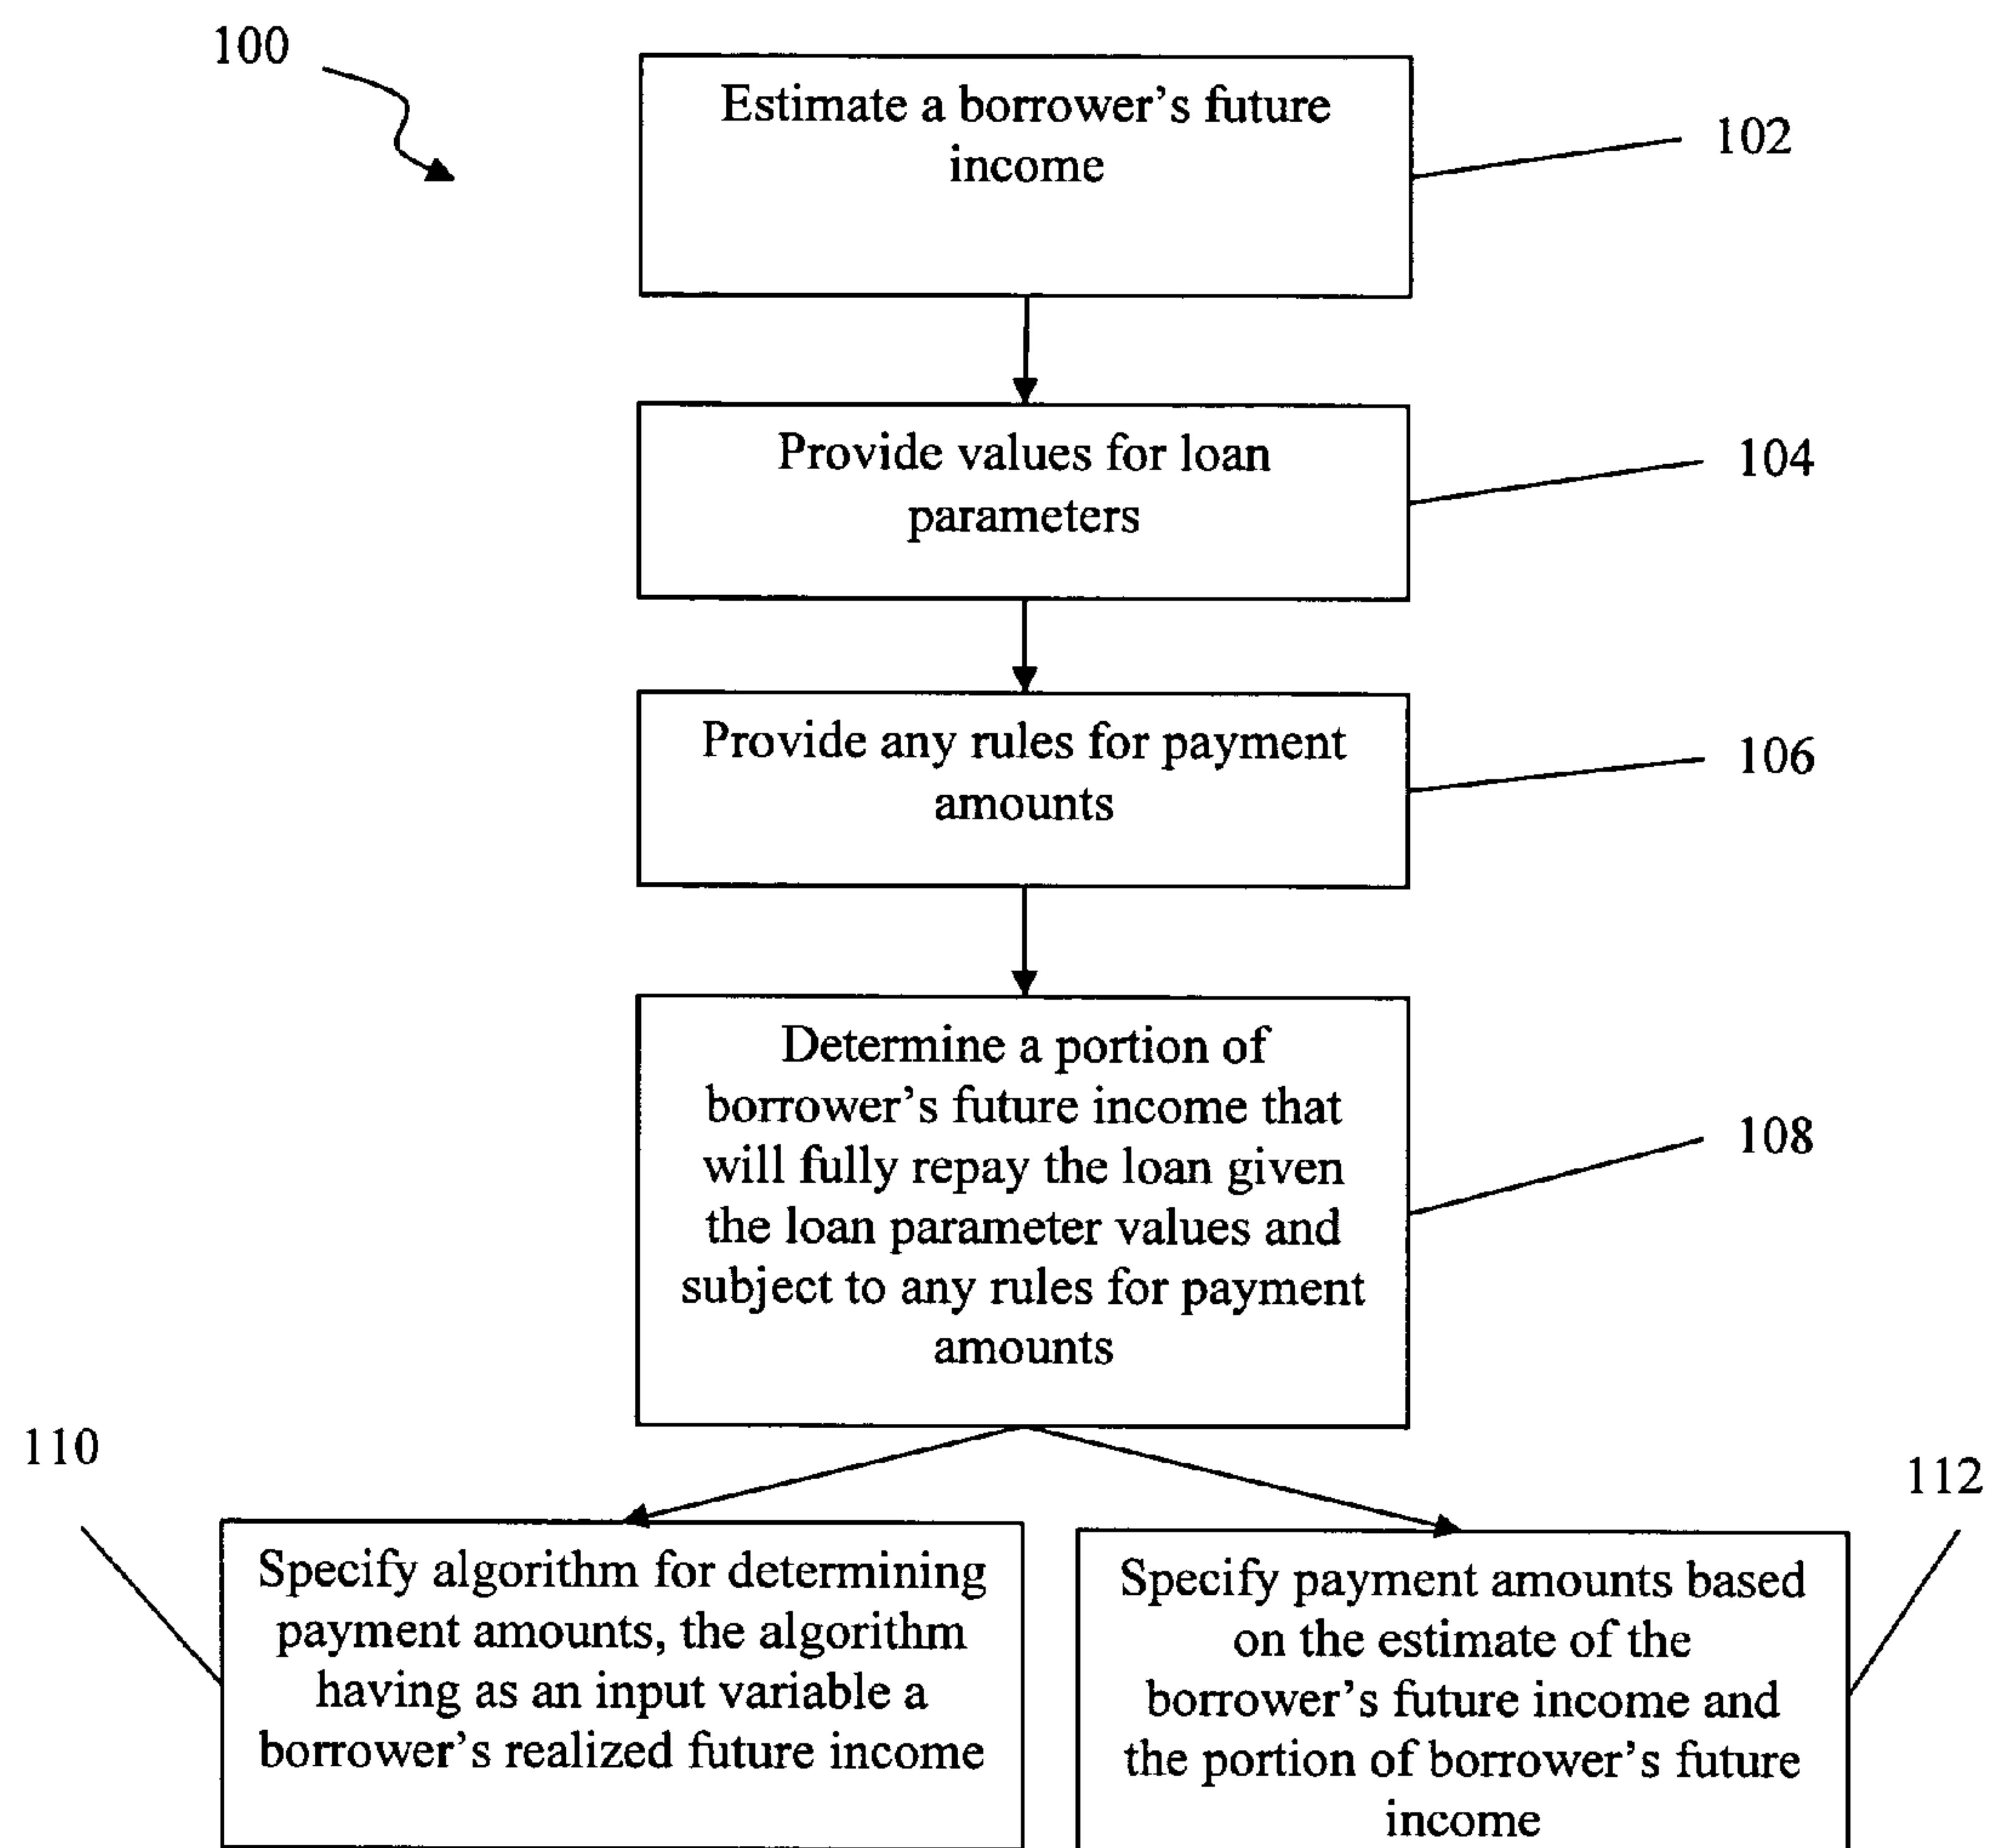 100
Estimate a borrower's future
income
102
Provide values for loan
parameters
104
Provide any rules for payment
amounts
106
Determine a portion of
borrower's future income that
will fully repay the loan given
the loan parameter values and
subject to any rules for payment
amounts
108
110
Specify algorithm for determining
payment amounts, the algorithm
having as an input variable a
borrower's realized future income
112
Specify payment amounts based
on the estimate of the
borrower's future income and
the portion of borrower's future
income